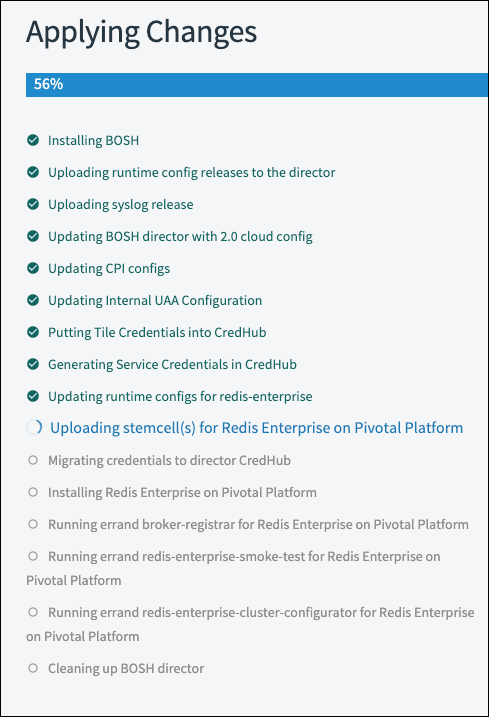 Applying Changes
56%
Installing BOSH
Uploading runtime config releases to the director
Uploading syslog release
Updating BOSH director with 2.0 cloud config
Updating CPI configs
Updating Internal UAA Configuration
Putting Tile Credentials into CredHub
Generating Service Credentials in CredHub
Updating runtime configs for redis-enterprise
Uploading stemcell(s) for Redis Enterprise on Pivotal Platform
Migrating credentials to director CredHub
Installing Redis Enterprise on Pivotal Platform
Running errand broker-registrar for Redis Enterprise on Pivotal Platform
Running errand redis-enterprise-smoke-test for Redis Enterprise on
Pivotal Platform
Running errand redis-enterprise-cluster-configurator for Redis Enterprise
on Pivotal Platform
Cleaning up BOSH director